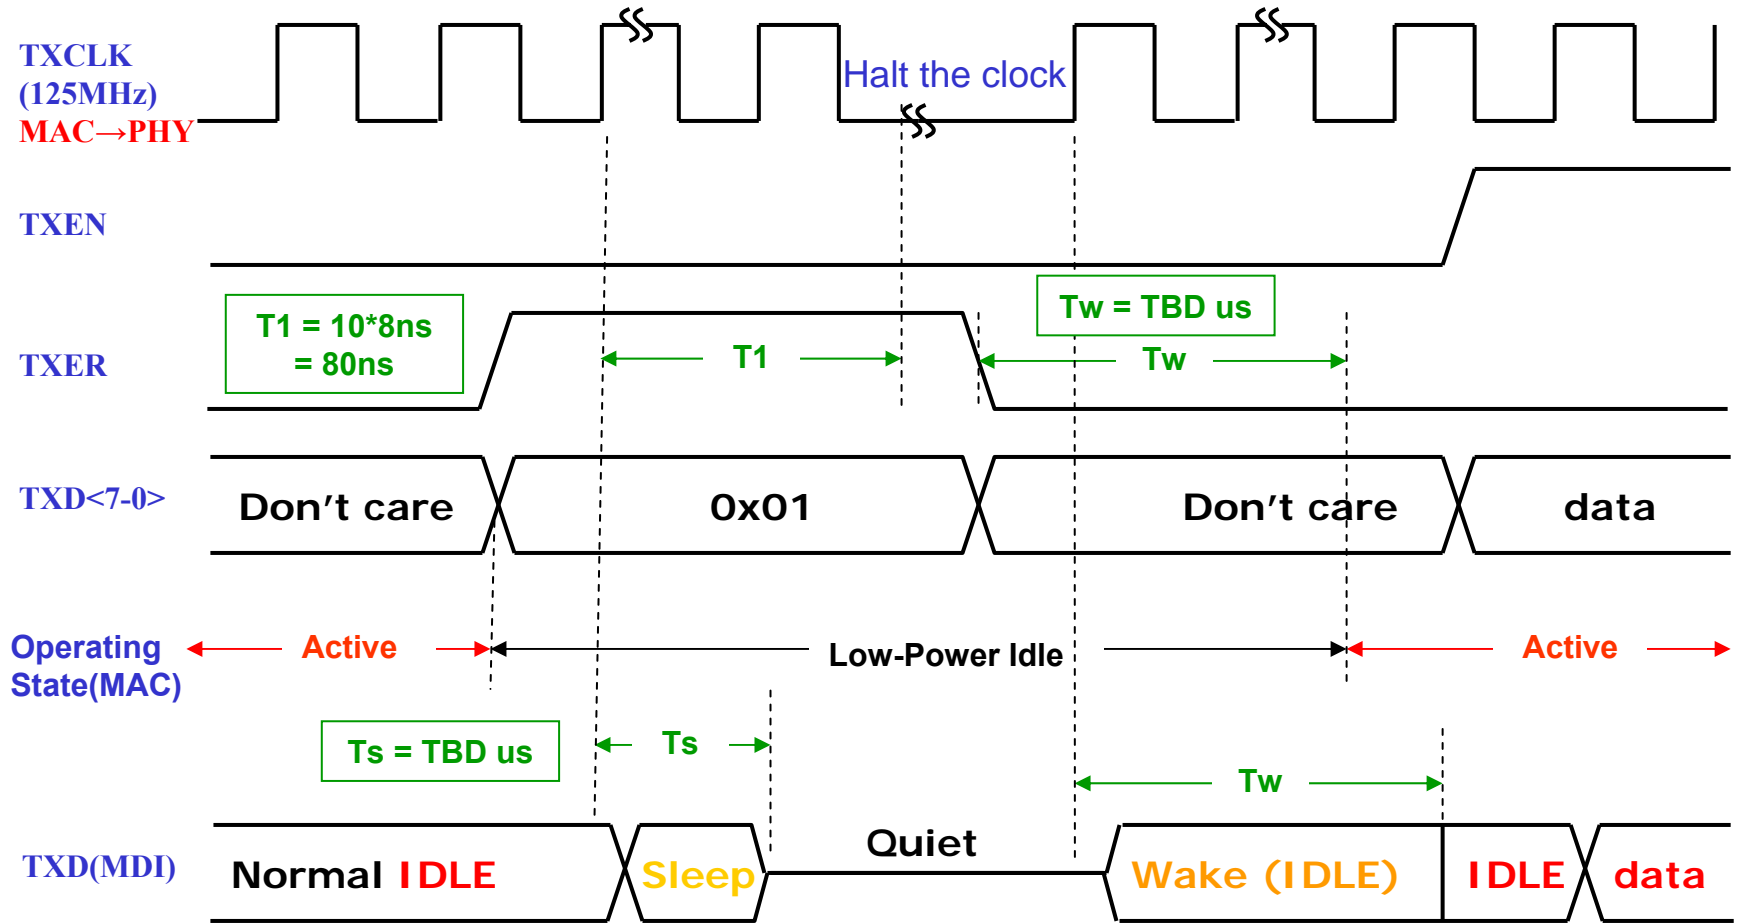 TXCLK
(125MHz)
MAC→PHY
Halt the clock
TXEN
T1 = 10*8ns
= 80ns
Tw = TBD us
TXER
T1
Tw
TXD<7-0>
Don't care
0x01
Don't care
data
Operating
State(MAC)
Active
Low-Power Idle
Active
Ts = TBD us
Ts
Tw
TXD(MDI)
Normal IDLE
Sleep
Quiet
Wake (IDLE)
IDLE
data